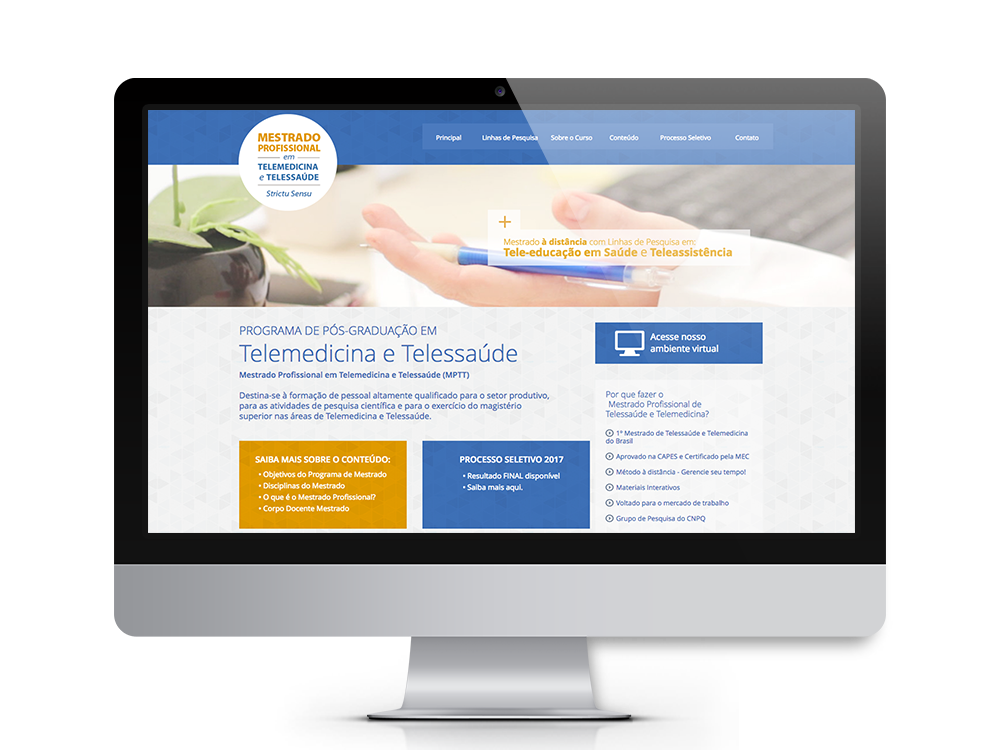 MESTRADO
PROFISSIONAL
em
TELEMEDICINA
e TELESSAÚDE
Strictu Sensu
Principal
Linhas de Pesquisa
Sobre o Curso
Conteúdo
Processo Seletivo
Contato
+
Mestrado à distância com Linhas de Pesquisa em:
Tele-educação em Saúde e Teleassistência
PROGRAMA DE PÓS-GRADUAÇÃO EM
Telemedicina e Telessaúde
Mestrado Profissional em Telemedicina e Telessaúde (MPTT)
Destina-se à formação de pessoal altamente qualificado para o setor produtivo,
para as atividades de pesquisa científica e para o exercício do magistério
superior nas áreas de Telemedicina e Telessaúde.
SAIBA MAIS SOBRE O CONTEÚDO:
• Objetivos do Programa de Mestrado
• Disciplinas do Mestrado
• O que é o Mestrado Profissional?
• Corpo Docente Mestrado
PROCESSO SELETIVO 2017
• Resultado FINAL disponível
• Saiba mais aqui.
Acesse nosso
ambiente virtual
Por que fazer o
Mestrado Profissional de
Telessaúde e Telemedicina?
1º Mestrado de Telessaúde e Telemedicina
do Brasil
Aprovado na CAPES e Certificado pela MEC
Método à distância - Gerencie seu tempo!
Materiais Interativos
Voltado para o mercado de trabalho
Grupo de Pesquisa do CNPQ